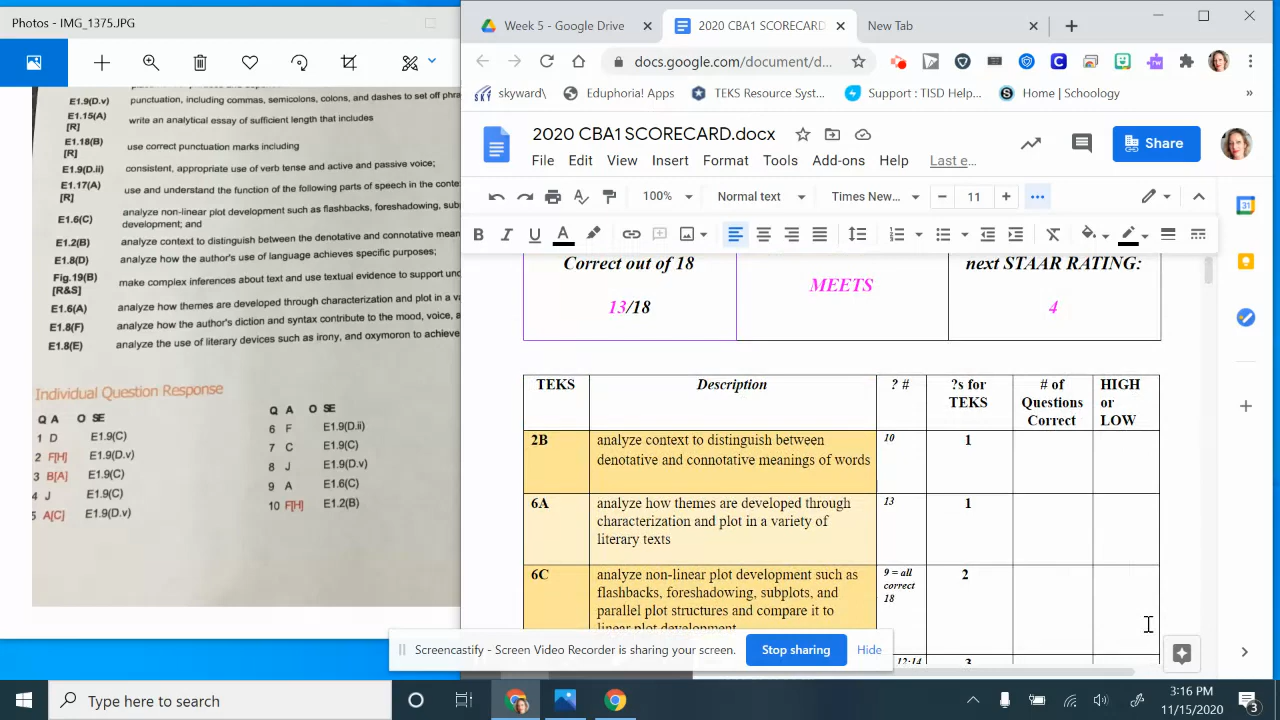 Photos - IMG_1375.JPG
E1.9(D.v) punctuation, including commas, semicolons, colons, and dashes to set off phra
E1.15(A) write an analytical essay of sufficient length that includes
[R]
E1.18(B) use correct punctuation marks including
[R]
E1.9(D.ii) consistent, appropriate use of verb tense and active and passive voice;
E1.17(A) use and understand the function of the following parts of speech in the conte
[R]
E1.6(C) analyze non-linear plot development such as flashbacks, foreshadowing, sub
development; and
E1.2(B) analyze context to distinguish between the denotative and connotative mean
E1.8(D) analyze how the author's use of language achieves specific purposes;
Fig.19(B) make complex inferences about text and use textual evidence to support und
[R&S]
E1.6(A) analyze how themes are developed through characterization and plot in a va
E1.8(F) analyze how the author's diction and syntax contribute to the mood, voice, a
E1.8(E) analyze the use of literary devices such as irony, and oxymoron to achieve
Individual Question Response
Q A O SE
1 D E1.9(C)
2 F[H] E1.9(D.v)
3 B[A] E1.9(C)
4 J E1.9(C)
5 A[C] E1.9(D.v)
Q A O SE
6 F E1.9(D.ii)
7 C E1.9(C)
8 J E1.9(D.v)
9 A E1.6(C)
10 F[H] E1.2(B)
Week 5 - Google Drive
2020 CBA1 SCORECARD
New Tab
docs.google.com/document/d...
SKY skyward
Eduphoria! Apps
TEKS Resource Sy...
Support : TISD Help...
Home | Schoology
»
2020 CBA1 SCORECARD.docx
Share
File Edit View Insert Format Tools Add-ons Last e...
100% Normal text Times New... 11
B I U A
31
Correct out of 18
13/18
MEETS
next STAAR RATING:
4
TEKS Description ? # ?s for TEKS # of Questions Correct HIGH or LOW
2B analyze context to distinguish between 10 1
denotative and connotative meanings of words
6A analyze how themes are developed through 13 1
characterization and plot in a variety of
literary texts
6C analyze non-linear plot development such as 9 = all correct 18 2
flashbacks, foreshadowing, subplots, and
parallel plot structures and compare it to
linear plot development
12:14 3
Screencastify - Screen Video Recorder is sharing your screen.
Stop sharing
Hide
Type here to search
3:16 PM
11/15/2020
3